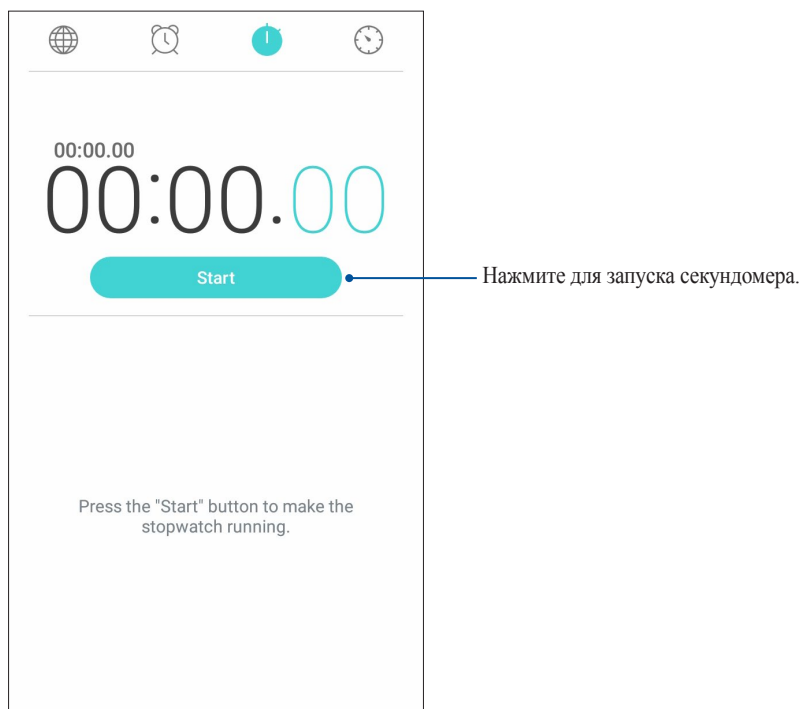 00:00.00
00:00.00
Start
Нажмите для запуска секундомера.
Press the "Start" button to make the
stopwatch running.